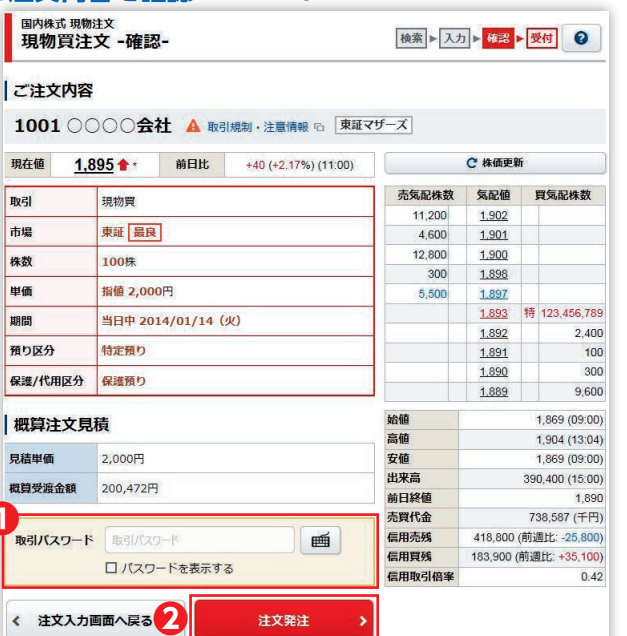 国内株式 現物注文
現物買注文 -確認-
検索 ▶ 入力 ▶ 確認 ▶ 受付 ?
ご注文内容
1001 ○○○○会社 取引規制・注意情報 東証マザーズ
現在値 1,895 * 前日比 +40 (+2.17%) (11:00)
株価更新
取引 現物買
市場 東証 最良
株数 100株
単価 指値 2,000円
期間 当日中 2014/01/14 (火)
預り区分 特定預り
保護/代用区分 保護預り
売気配株数 気配値 買気配株数
11,200 1,902
4,600 1,901
12,800 1,900
300 1,898
5,500 1,897
1,893 特 123,456,789
1,892 2,400
1,891 100
1,890 300
1,889 9,600
概算注文見積
見積単価 2,000円
概算受渡金額 200,472円
始値 1,869 (09:00)
高値 1,904 (13:04)
安値 1,869 (09:00)
出来高 390,400 (15:00)
前日終値 1,890
売買代金 738,587 (千円)
信用売残 418,800 (前週比: -25,800)
信用買残 183,900 (前週比: +35,100)
信用取引倍率 0.42
取引パスワード 取引パスワード
パスワードを表示する
注文入力画面へ戻る
2 注文発注